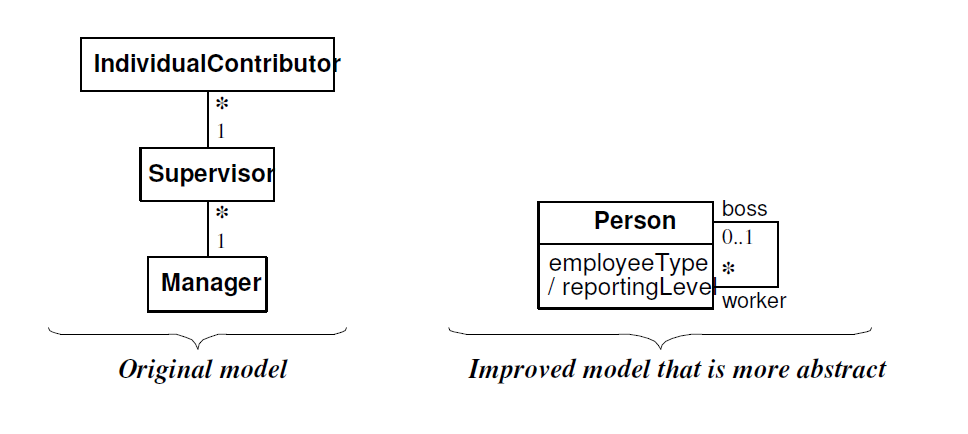 IndividualContributor
*
1
Supervisor
*
1
Manager
Original model
Person
employeeType
/ reportingLevel
boss
0..1
*
worker
Improved model that is more abstract